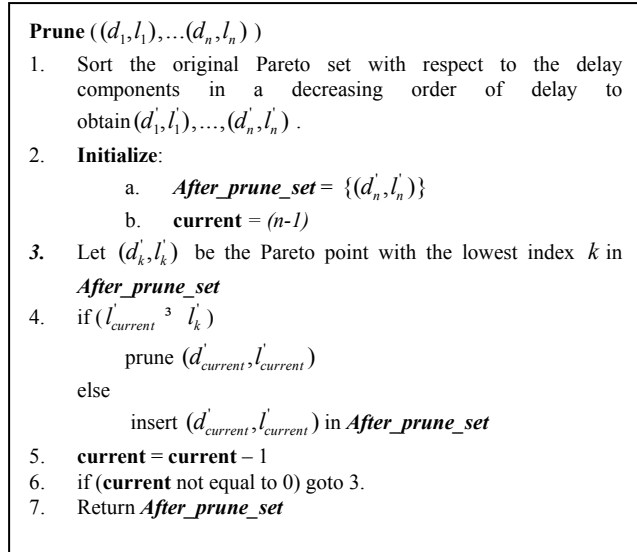 Prune ((d₁,l₁),...(dₙ,lₙ) )
1. Sort the original Pareto set with respect to the delay
components in a decreasing order of delay to
obtain(d'₁,l'₁),...,(d'ₙ,l'ₙ) .
2. Initialize:
a. After_prune_set = {(d'ₙ,l'ₙ)}
b. current = (n-1)
3. Let (d'ₖ,l'ₖ) be the Pareto point with the lowest index k in
After_prune_set
4. if (l'current ³ l'ₖ )
prune (d'current,l'current)
else
insert (d'current,l'current) in After_prune_set
5. current = current – 1
6. if (current not equal to 0) goto 3.
7. Return After_prune_set